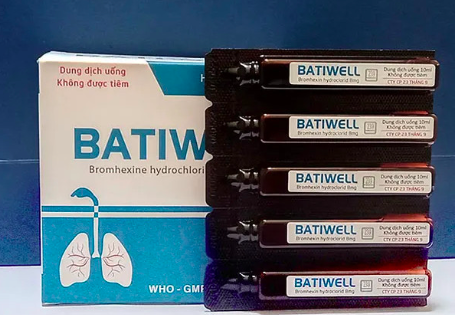 Dung dịch uống
Không được tiêm
H
BATIW
Bromhexine hydrochlori
WHO - GMP
BATIWELL
Bromhexin hydroclorid 8mg
Dung dịch uống 10ml
Không được tiêm
CTY CP 23 THÁNG 9
BATIWELL
Bromhexin hydroclorid 8mg
Dung dịch uống 10ml
Không được tiêm
CTY CP 23 THÁNG 9
BATIWELL
Bromhexin hydroclorid 8mg
Dung dịch uống 10ml
Không được tiêm
CTY CP 23 THÁNG 9
BATIWELL
Bromhexin hydroclorid 8mg
Dung dịch uống 10ml
Không được tiêm
CTY CP 23 THÁNG 9
BATIWELL
Bromhexin hydroclorid 8mg
Dung dịch uống 10ml
Không được tiêm
CTY CP 23 THÁNG 9